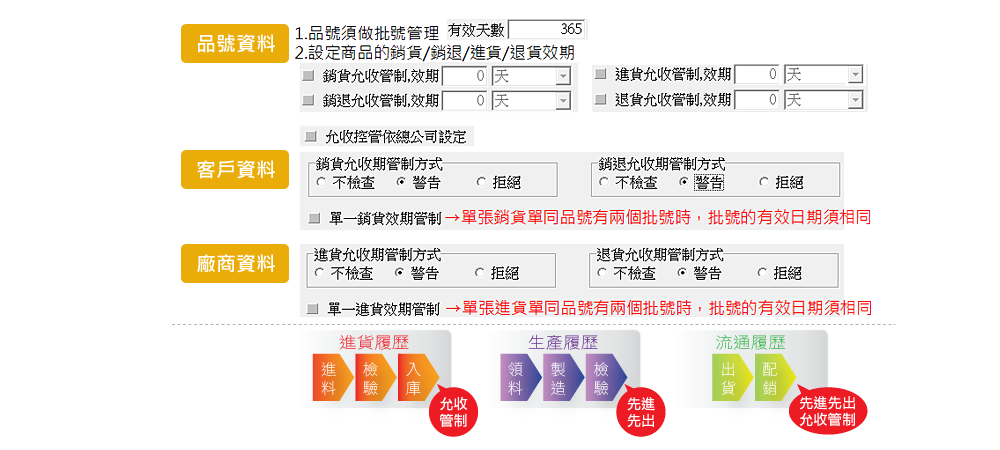 品號資料
1.品號須做批號管理 有效天數 365
2.設定商品的銷貨/銷退/進貨/退貨效期
銷貨允收管制,效期 0 天 進貨允收管制,效期 0 天
銷退允收管制,效期 0 天 退貨允收管制,效期 0 天
允收控管依總公司設定
客戶資料
銷貨允收期管制方式 銷退允收期管制方式
不檢查 警告 拒絕 不檢查 警告 拒絕
單一銷貨效期管制→單張銷貨單同品號有兩個批號時，批號的有效日期須相同
廠商資料
進貨允收期管制方式 退貨允收期管制方式
不檢查 警告 拒絕 不檢查 警告 拒絕
單一進貨效期管制→單張進貨單同品號有兩個批號時，批號的有效日期須相同
進貨履歷 生產履歷 流通履歷
進料 檢驗 入庫 領料 製造 檢驗 出貨 配銷
允收管制 先進先出 先進先出允收管制